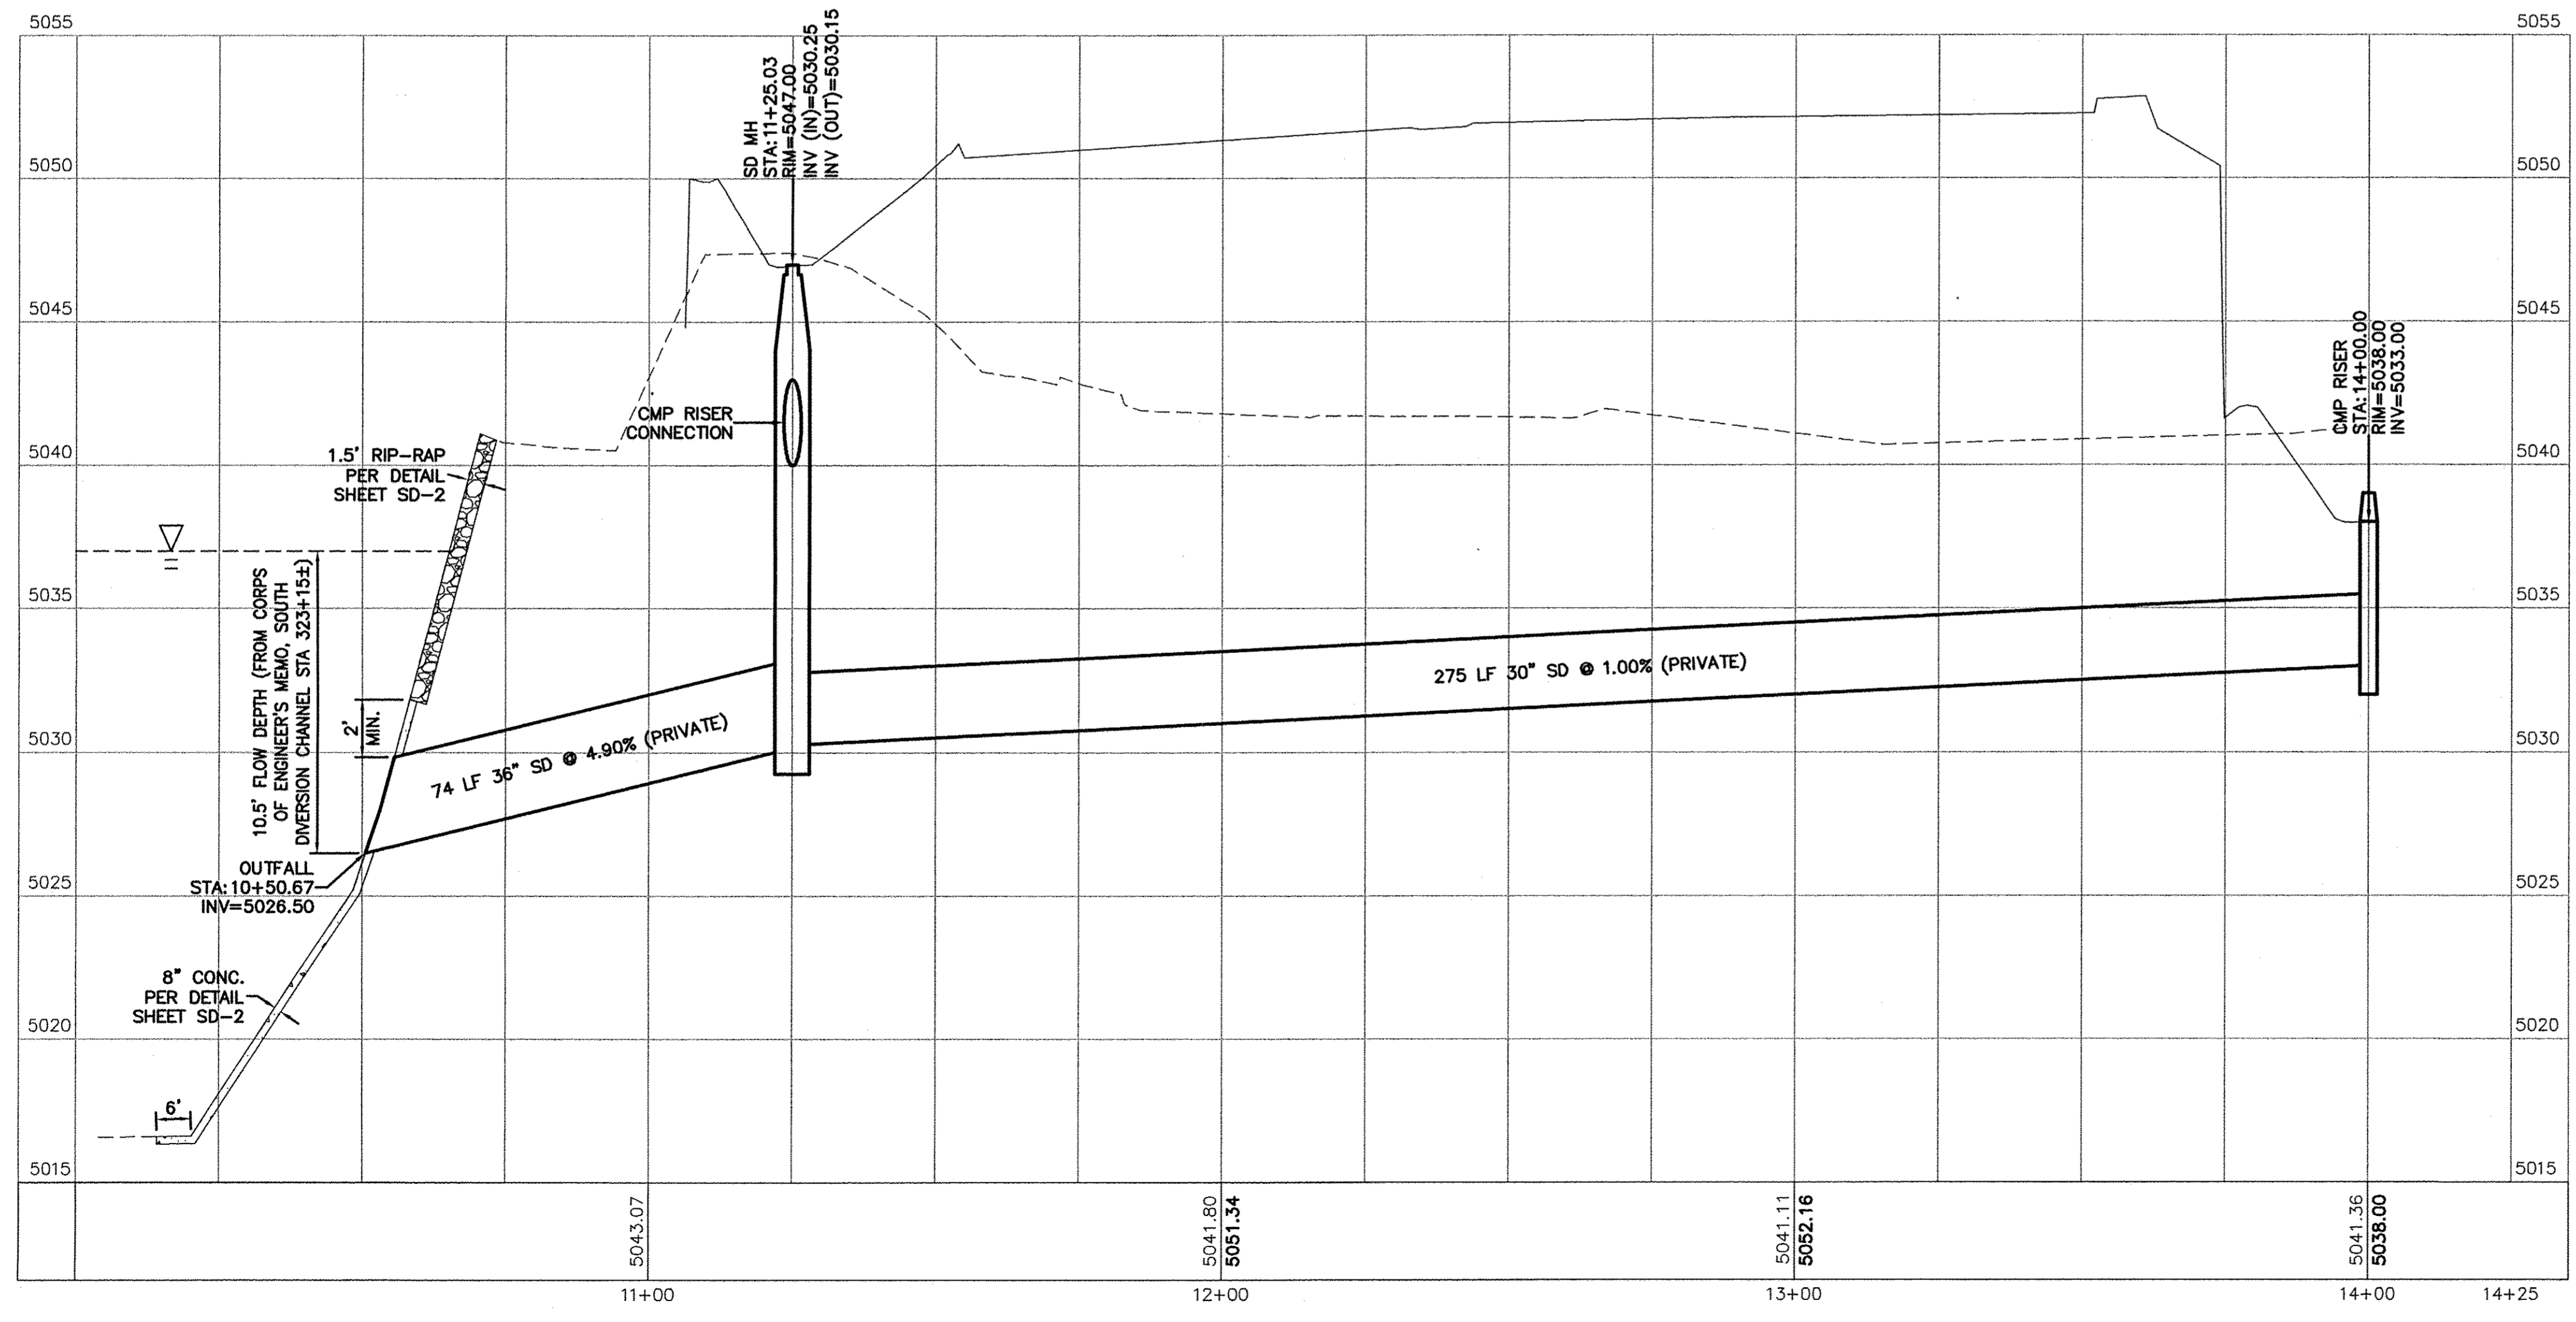 5055
5055
SD MH
STA:11+25.03
RIM=5047.00
INV (IN)=5030.25
INV (OUT)=5030.15
5050
5050
5045
5045
CMP RISER
STA:14+00.00
RIM=5038.00
INV=5033.00
CMP RISER
CONNECTION
1.5' RIP-RAP
PER DETAIL
SHEET SD-2
5040
5040
10.5' FLOW DEPTH (FROM CORPS
OF ENGINEER'S MEMO, SOUTH
DIVERSION CHANNEL STA 323+15±)
5035
5035
275 LF 30" SD @ 1.00% (PRIVATE)
2'
MIN.
74 LF 36" SD @ 4.90% (PRIVATE)
5030
5030
OUTFALL
STA:10+50.67
INV=5026.50
5025
5025
8" CONC.
PER DETAIL
SHEET SD-2
5020
5020
6'
5015
5015
5043.07
5041.80
5051.34
5041.11
5052.16
5041.36
5038.00
11+00
12+00
13+00
14+00
14+25